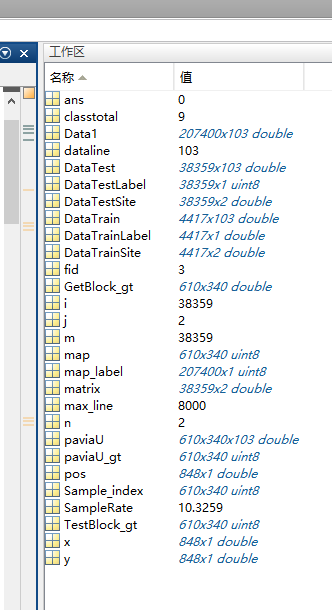 工作区
名称 值
ans 0
classtotal 9
Data1 207400x103 double
dataline 103
DataTest 38359x103 double
DataTestLabel 38359x1 uint8
DataTestSite 38359x2 double
DataTrain 4417x103 double
DataTrainLabel 4417x1 double
DataTrainSite 4417x2 double
fid 3
GetBlock_gt 610x340 double
i 38359
j 2
m 38359
map 610x340 uint8
map_label 207400x1 uint8
matrix 38359x2 double
max_line 8000
n 2
paviaU 610x340x103 double
paviaU_gt 610x340 uint8
pos 848x1 double
Sample_index 610x340 uint8
SampleRate 10.3259
TestBlock_gt 610x340 uint8
x 848x1 double
y 848x1 double